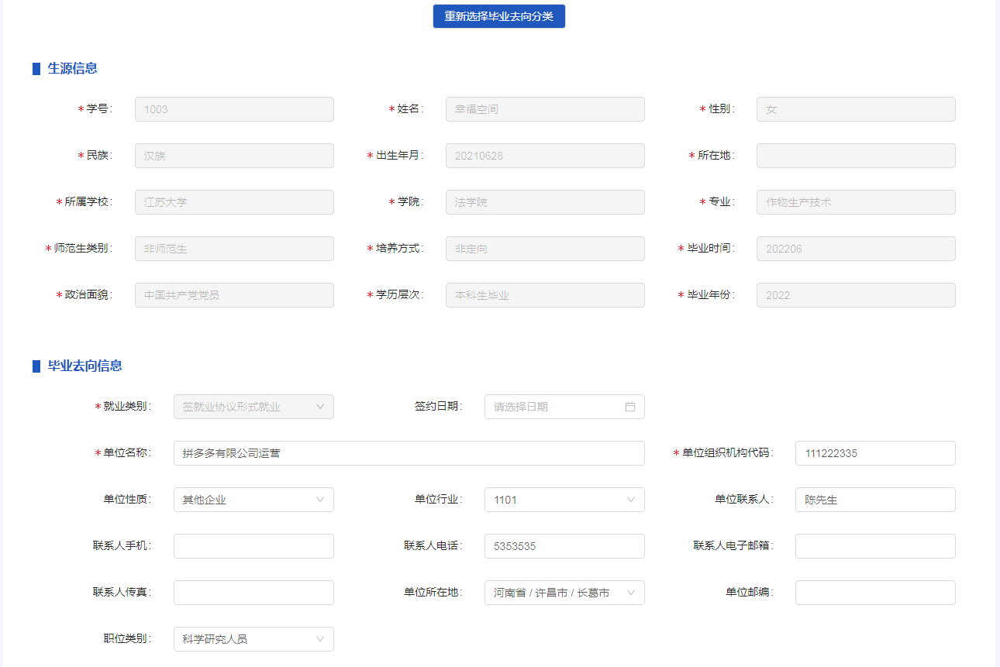 重新选择毕业去向分类
生源信息
* 学号: 1003 * 姓名: 幸福空间 * 性别: 女
* 民族: 汉族 * 出生年月: 20210628 * 所在地:
* 所属学校: 江苏大学 * 学院: 法学院 * 专业: 作物生产技术
* 师范生类别: 非师范生 * 培养方式: 非定向 * 毕业时间: 202206
* 政治面貌: 中国共产党党员 * 学历层次: 本科生毕业 * 毕业年份: 2022
毕业去向信息
* 就业类别: 签就业协议形式就业 签约日期: 请选择日期
* 单位名称: 拼多多有限公司运营 * 单位组织机构代码: 111222335
单位性质: 其他企业 单位行业: 1101 单位联系人: 陈先生
联系人手机: 联系人电话: 5353535 联系人电子邮箱:
联系人传真: 单位所在地: 河南省 / 许昌市 / 长葛市 单位邮编:
职位类别: 科学研究人员